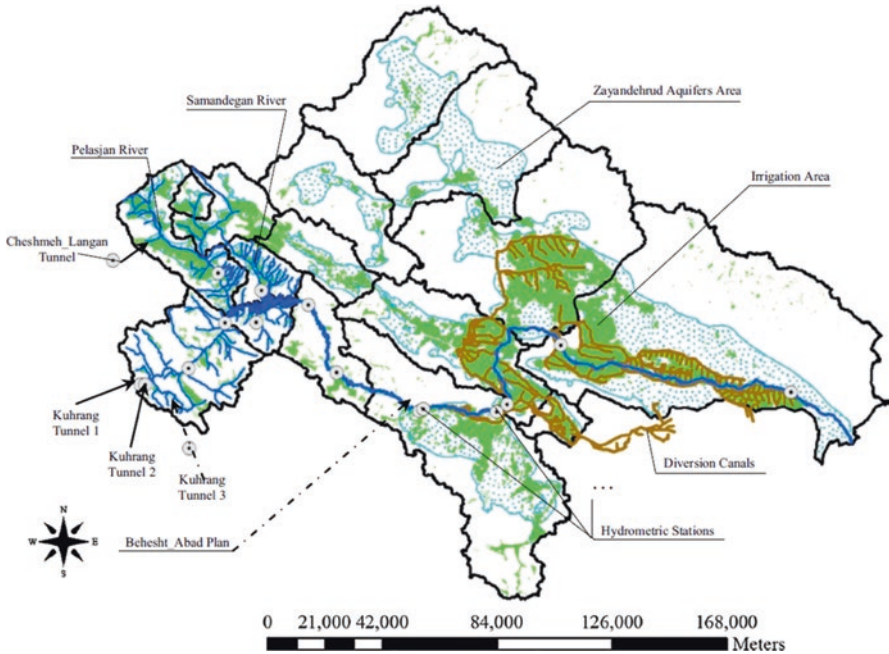 Samandegan River
Zayandehrud Aquifers Area
Pelasjan River
Irrigation Area
Cheshmeh_Langan
Tunnel
Kuhrang
Tunnel 1
Kuhrang
Tunnel 2
Kuhrang
Tunnel 3
Diversion Canals
...
Behesht_Abad Plan
Hydrometric Stations
N
W E
S
0 21,000 42,000 84,000 126,000 168,000
Meters